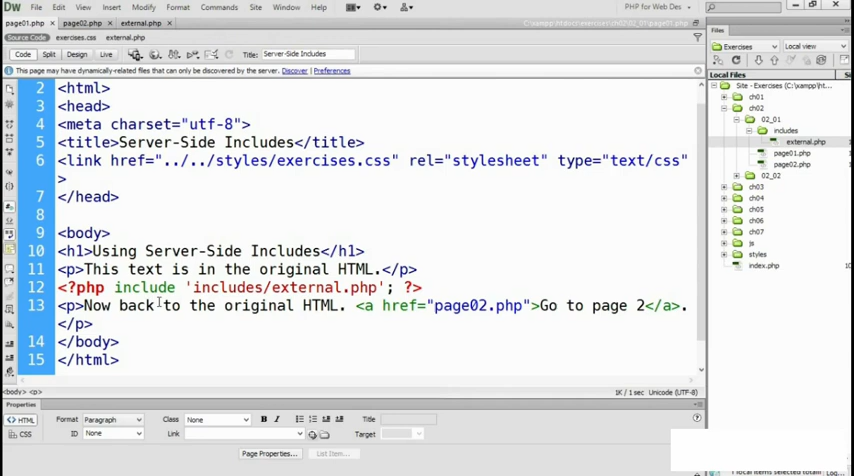 Dw File Edit View Insert Modify Format Commands Site Window Help PHP for Web Dev
page01.php × page02.php × external.php ×
Source Code exercises.css external.php
Code Split Design Live Title: Server-Side Includes
This page may have dynamically-related files that can only be discovered by the server. Discover | Preferences
2 <html>
3 <head>
4 <meta charset="utf-8">
5 <title>Server-Side Includes</title>
6 <link href="../../styles/exercises.css" rel="stylesheet" type="text/css"
>
7 </head>
8
9 <body>
10 <h1>Using Server-Side Includes</h1>
11 <p>This text is in the original HTML.</p>
12 <?php include 'includes/external.php'; ?>
13 <p>Now back to the original HTML. <a href="page02.php">Go to page 2</a>.
</p>
14 </body>
15 </html>
<body> <p>
1K / 1 sec Unicode (UTF-8)
Properties
HTML Format Paragraph Class None B I Title
CSS ID None Link Target
Page Properties... List Item...
Files
Exercises Local view
Local Files
Site - Exercises (C:\xampp\ht...
ch01
ch02
02_01
includes
external.php
page01.php
page02.php
02_02
ch03
ch04
ch05
ch06
ch07
js
styles
index.php